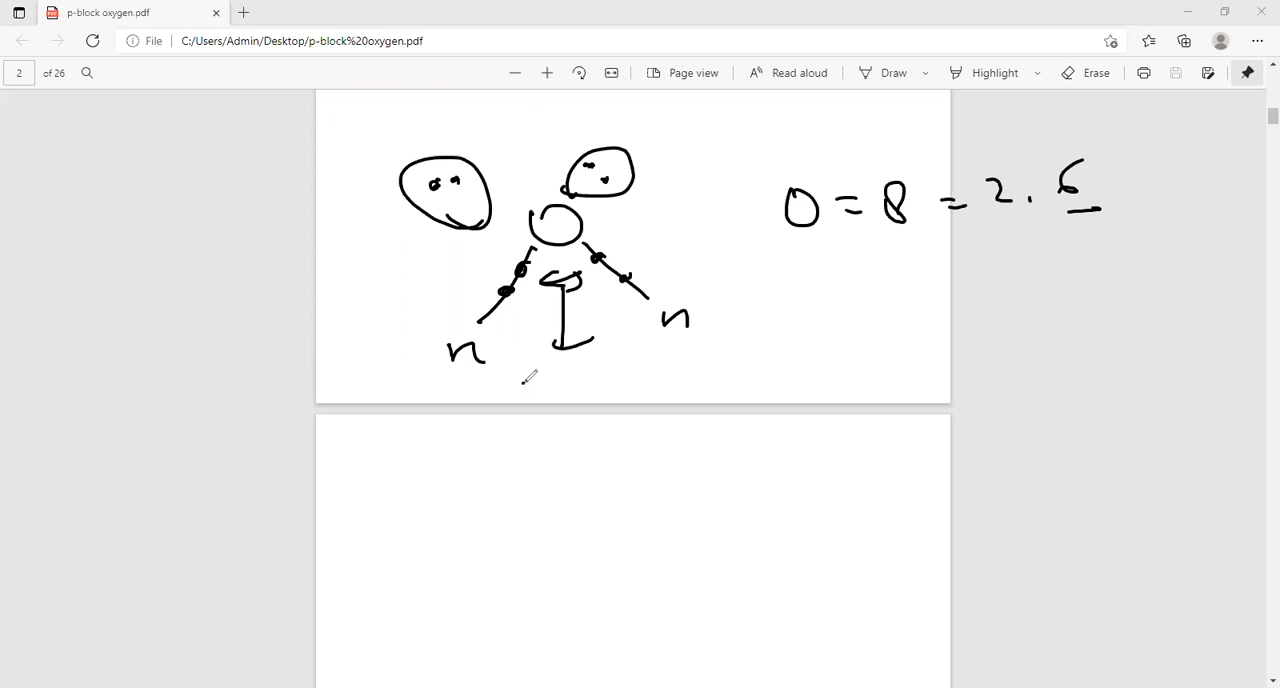 p-block oxygen.pdf
File C:/Users/Admin/Desktop/p-block%20oxygen.pdf
2 of 26 Page view Read aloud Draw Highlight Erase
O = 8 = 2 . 6
n n